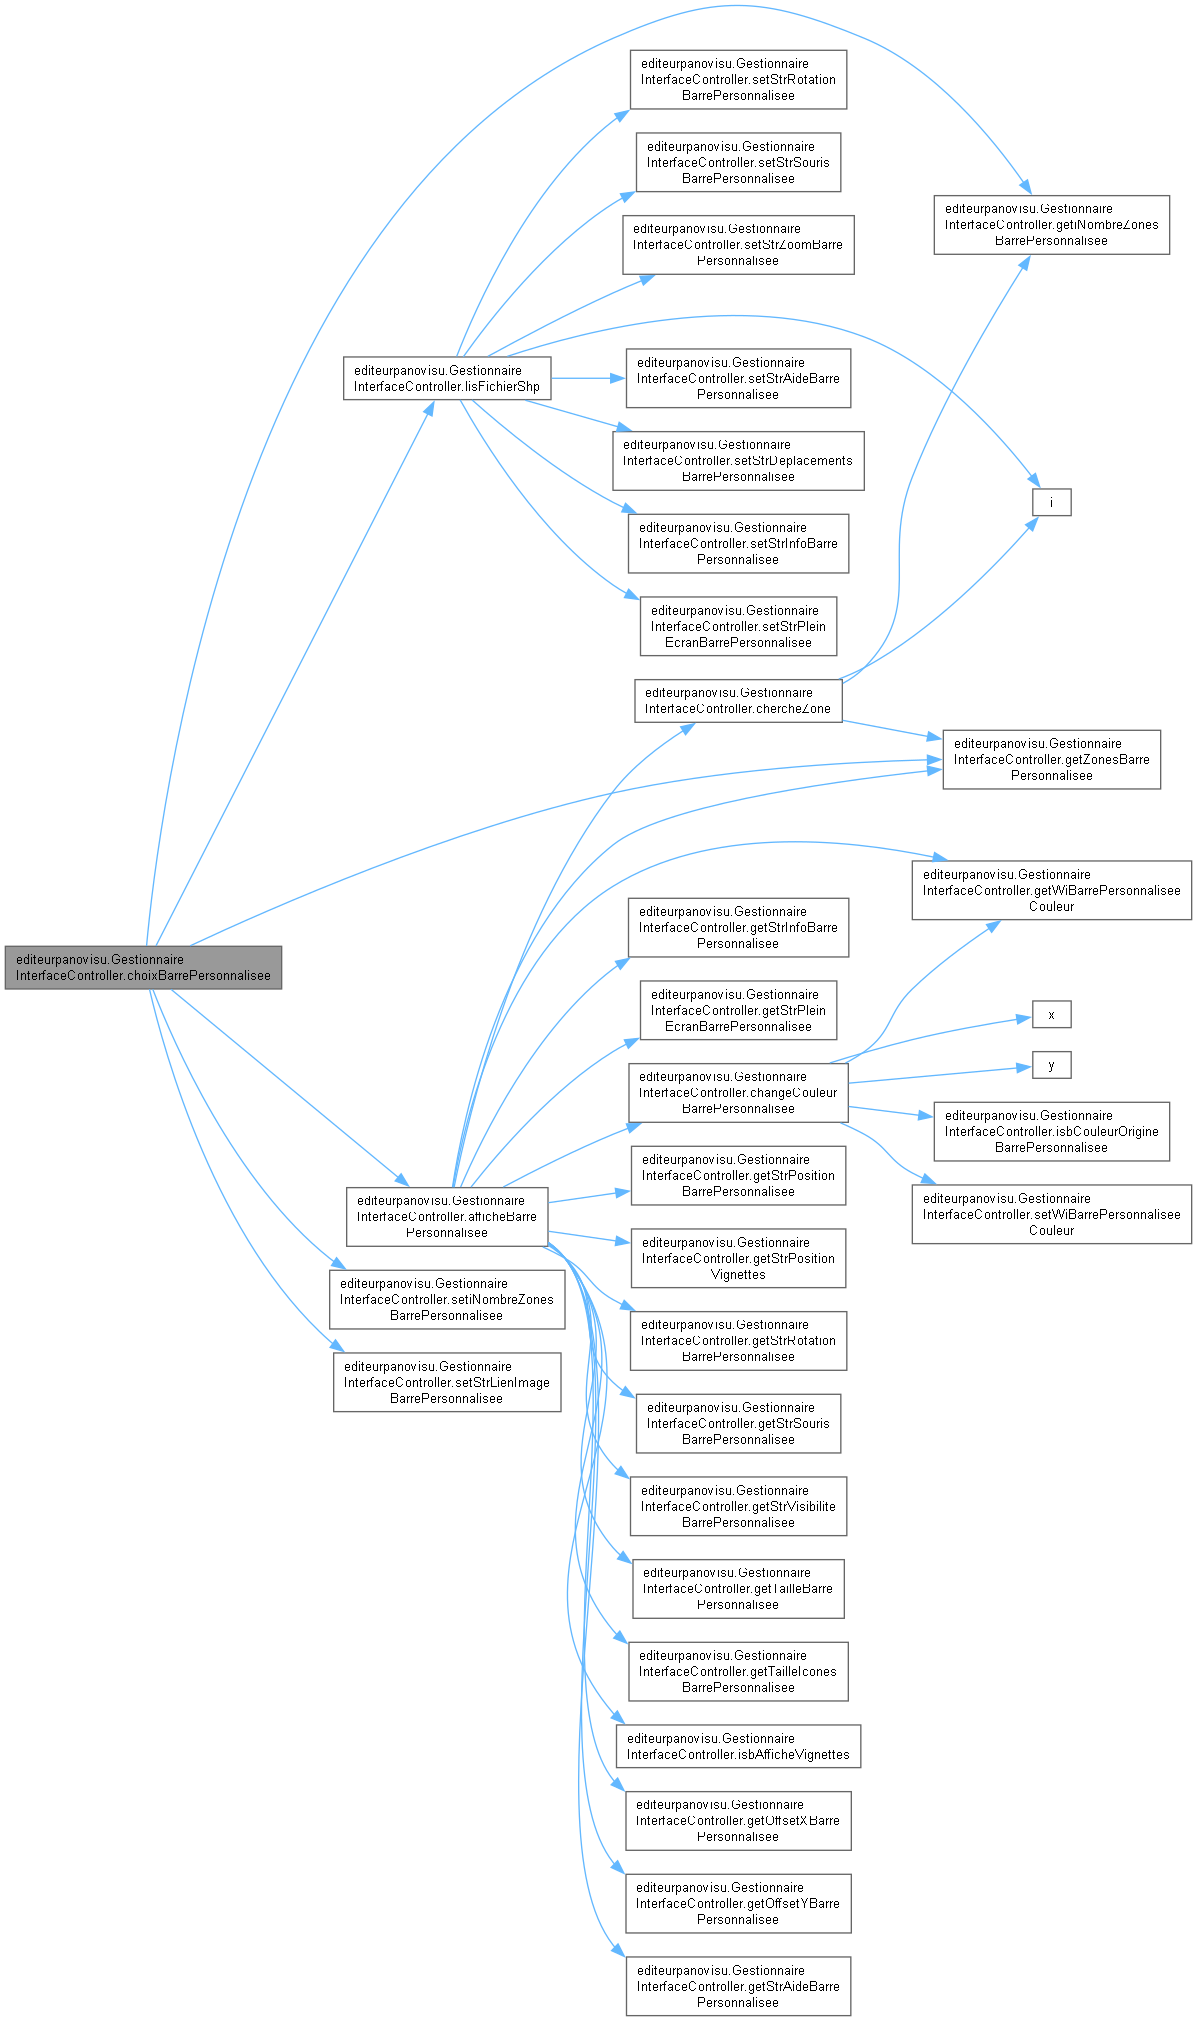 editeurpanovisu.Gestionnaire
InterfaceController.setStrRotation
BarrePersonnalisee
editeurpanovisu.Gestionnaire
InterfaceController.setStrSouris
BarrePersonnalisee
editeurpanovisu.Gestionnaire
InterfaceController.getiNombreZones
BarrePersonnalisee
editeurpanovisu.Gestionnaire
InterfaceController.setStrZoomBarre
Personnalisee
editeurpanovisu.Gestionnaire
InterfaceController.lisFichierShp
editeurpanovisu.Gestionnaire
InterfaceController.setStrAideBarre
Personnalisee
editeurpanovisu.Gestionnaire
InterfaceController.setStrDeplacements
BarrePersonnalisee
i
editeurpanovisu.Gestionnaire
InterfaceController.setStrInfoBarre
Personnalisee
editeurpanovisu.Gestionnaire
InterfaceController.setStrPlein
EcranBarrePersonnalisee
editeurpanovisu.Gestionnaire
InterfaceController.chercheZone
editeurpanovisu.Gestionnaire
InterfaceController.getZonesBarre
Personnalisee
editeurpanovisu.Gestionnaire
InterfaceController.getWiBarrePersonnalisee
Couleur
editeurpanovisu.Gestionnaire
InterfaceController.getStrInfoBarre
Personnalisee
editeurpanovisu.Gestionnaire
InterfaceController.choixBarrePersonnalisee
editeurpanovisu.Gestionnaire
InterfaceController.getStrPlein
EcranBarrePersonnalisee
x
y
editeurpanovisu.Gestionnaire
InterfaceController.changeCouleur
BarrePersonnalisee
editeurpanovisu.Gestionnaire
InterfaceController.isbCouleurOrigine
BarrePersonnalisee
editeurpanovisu.Gestionnaire
InterfaceController.getStrPosition
BarrePersonnalisee
editeurpanovisu.Gestionnaire
InterfaceController.setWiBarrePersonnalisee
Couleur
editeurpanovisu.Gestionnaire
InterfaceController.afficheBarre
Personnalisee
editeurpanovisu.Gestionnaire
InterfaceController.getStrPosition
Vignettes
editeurpanovisu.Gestionnaire
InterfaceController.setiNombreZones
BarrePersonnalisee
editeurpanovisu.Gestionnaire
InterfaceController.getStrRotation
BarrePersonnalisee
editeurpanovisu.Gestionnaire
InterfaceController.setStrLienImage
BarrePersonnalisee
editeurpanovisu.Gestionnaire
InterfaceController.getStrSouris
BarrePersonnalisee
editeurpanovisu.Gestionnaire
InterfaceController.getStrVisibilite
BarrePersonnalisee
editeurpanovisu.Gestionnaire
InterfaceController.getTailleBarre
Personnalisee
editeurpanovisu.Gestionnaire
InterfaceController.getTailleIcones
BarrePersonnalisee
editeurpanovisu.Gestionnaire
InterfaceController.isbAfficheVignettes
editeurpanovisu.Gestionnaire
InterfaceController.getOffsetXBarre
Personnalisee
editeurpanovisu.Gestionnaire
InterfaceController.getOffsetYBarre
Personnalisee
editeurpanovisu.Gestionnaire
InterfaceController.getStrAideBarre
Personnalisee